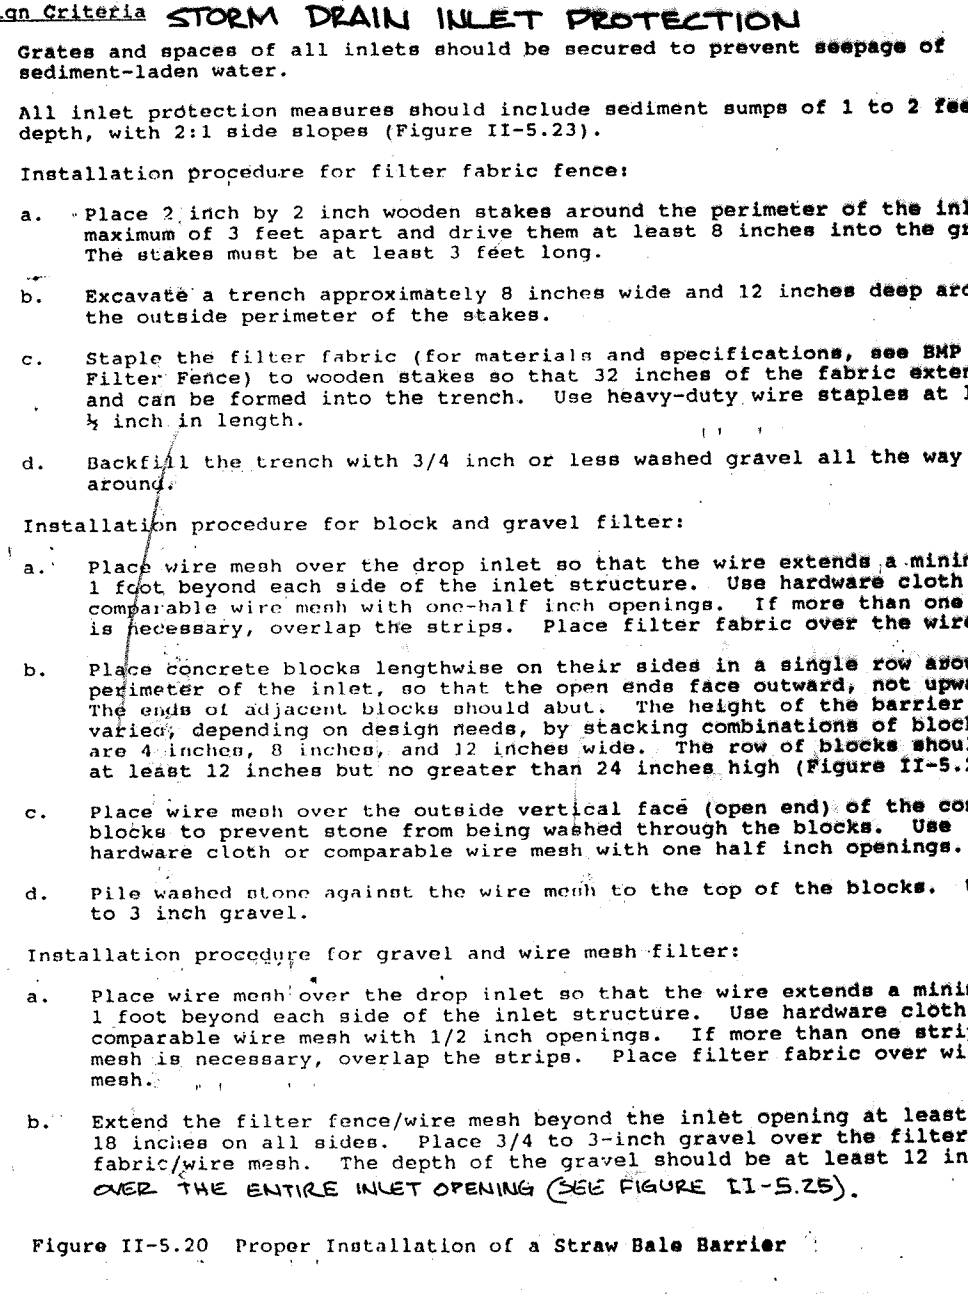 gn Criteria STORM DRAIN INLET PROTECTION
Grates and spaces of all inlets should be secured to prevent seepage of
sediment-laden water.
All inlet protection measures should include sediment sumps of 1 to 2 fee
depth, with 2:1 side slopes (Figure II-5.23).
Installation procedure for filter fabric fence:
a. Place 2 inch by 2 inch wooden stakes around the perimeter of the inl
maximum of 3 feet apart and drive them at least 8 inches into the gr
The stakes must be at least 3 feet long.
b. Excavate a trench approximately 8 inches wide and 12 inches deep aro
the outside perimeter of the stakes.
c. Staple the filter fabric (for materials and specifications, see BMP
Filter Fence) to wooden stakes so that 32 inches of the fabric exten
and can be formed into the trench. Use heavy-duty wire staples at l
½ inch in length.
d. Backfill the trench with 3/4 inch or less washed gravel all the way
around.
Installation procedure for block and gravel filter:
a. Place wire mesh over the drop inlet so that the wire extends a minim
1 foot beyond each side of the inlet structure. Use hardware cloth
comparable wire mesh with one-half inch openings. If more than one
is necessary, overlap the strips. Place filter fabric over the wire
b. Place concrete blocks lengthwise on their sides in a single row arou
perimeter of the inlet, so that the open ends face outward, not upwa
The ends of adjacent blocks should abut. The height of the barrier
varied, depending on design needs, by stacking combinations of bloc
are 4 inches, 8 inches, and 12 inches wide. The row of blocks shoul
at least 12 inches but no greater than 24 inches high (Figure II-5.2
c. Place wire mesh over the outside vertical face (open end) of the con
blocks to prevent stone from being washed through the blocks. Use
hardware cloth or comparable wire mesh with one half inch openings.
d. Pile washed stone against the wire mesh to the top of the blocks.
to 3 inch gravel.
Installation procedure for gravel and wire mesh filter:
a. Place wire mesh over the drop inlet so that the wire extends a minim
1 foot beyond each side of the inlet structure. Use hardware cloth
comparable wire mesh with 1/2 inch openings. If more than one strip
mesh is necessary, overlap the strips. Place filter fabric over wi
mesh.
b. Extend the filter fence/wire mesh beyond the inlet opening at least
18 inches on all sides. Place 3/4 to 3-inch gravel over the filter
fabric/wire mesh. The depth of the gravel should be at least 12 in
OVER THE ENTIRE INLET OPENING (SEE FIGURE II-5.25).
Figure II-5.20 Proper Installation of a Straw Bale Barrier